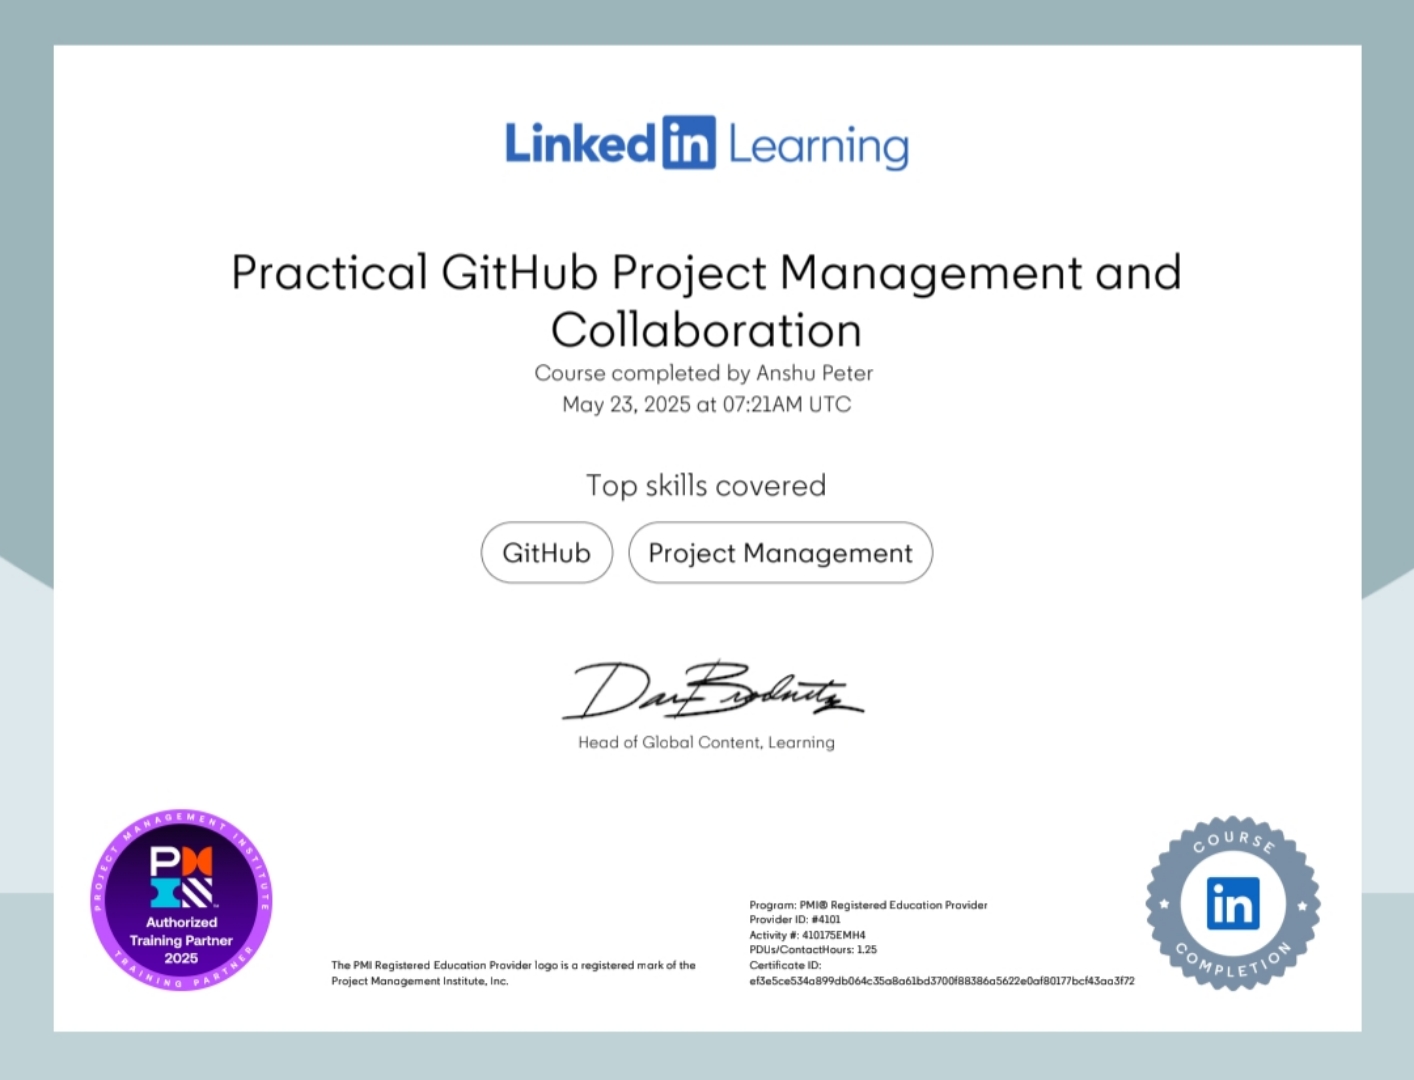 LinkedIn Learning
Practical GitHub Project Management and
Collaboration
Course completed by Anshu Peter
May 23, 2025 at 07:21AM UTC
Top skills covered
GitHub
Project Management
Dan Brodnitz
Head of Global Content, Learning
PROJECT MANAGEMENT INSTITUTE
PMI
Authorized
Training Partner
2025
TRAINING PARTNER
The PMI Registered Education Provider logo is a registered mark of the
Project Management Institute, Inc.
Program: PMI® Registered Education Provider
Provider ID: #4101
Activity #: 410175EMH4
PDUs/ContactHours: 1.25
Certificate ID:
ef3e5ce534a899db064c35a8a61bd3700f88386a5622e0af80177bcf43aa3f72
COURSE
in
COMPLETION